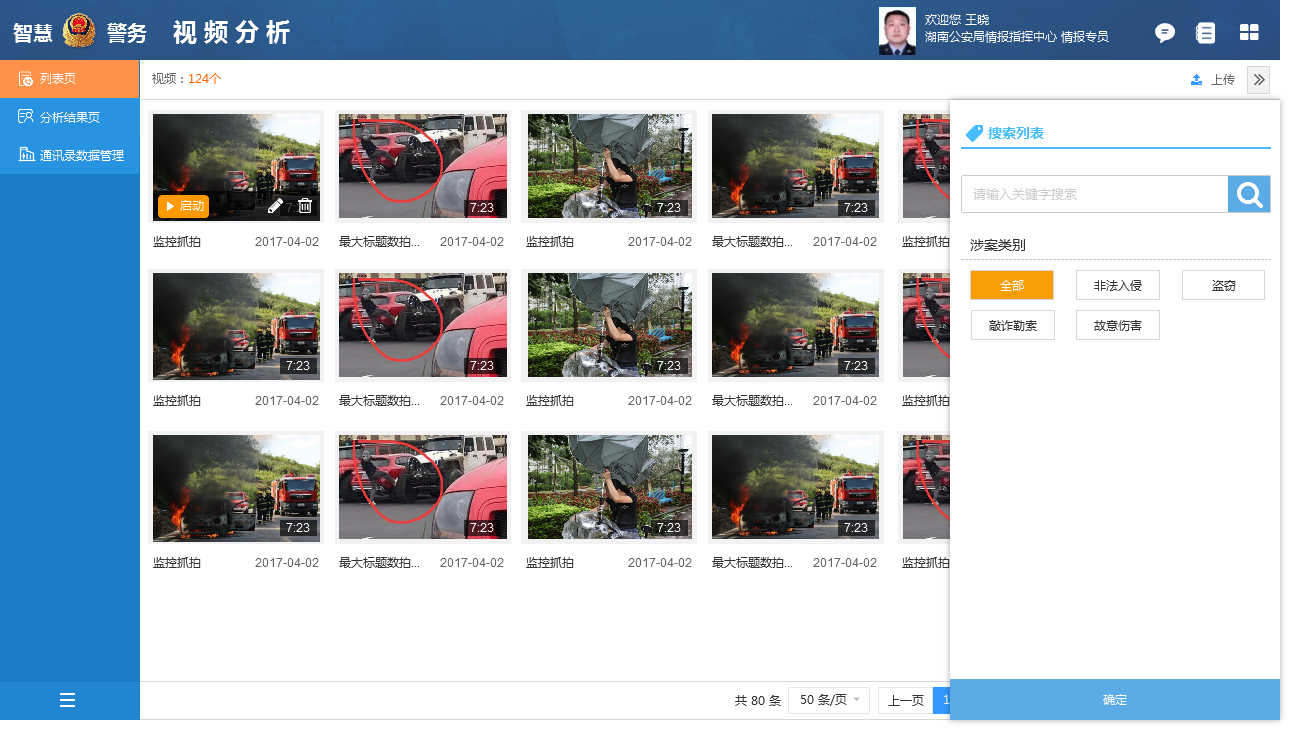 智慧 警务 视频分析
欢迎您 王晓
湖南公安局情报指挥中心 情报专员
列表页
分析结果页
通讯录数据管理
视频：124个
上传
启动
7:23
7:23
7:23
7:23
监控抓拍 2017-04-02
最大标题数拍... 2017-04-02
监控抓拍 2017-04-02
最大标题数拍... 2017-04-02
监控抓拍
7:23
7:23
7:23
7:23
监控抓拍 2017-04-02
最大标题数拍... 2017-04-02
监控抓拍 2017-04-02
最大标题数拍... 2017-04-02
监控抓拍
7:23
7:23
7:23
7:23
监控抓拍 2017-04-02
最大标题数拍... 2017-04-02
监控抓拍 2017-04-02
最大标题数拍... 2017-04-02
监控抓拍
共 80 条
50 条/页
上一页
1
搜索列表
请输入关键字搜索
涉案类别
全部
非法入侵
盗窃
敲诈勒索
故意伤害
确定